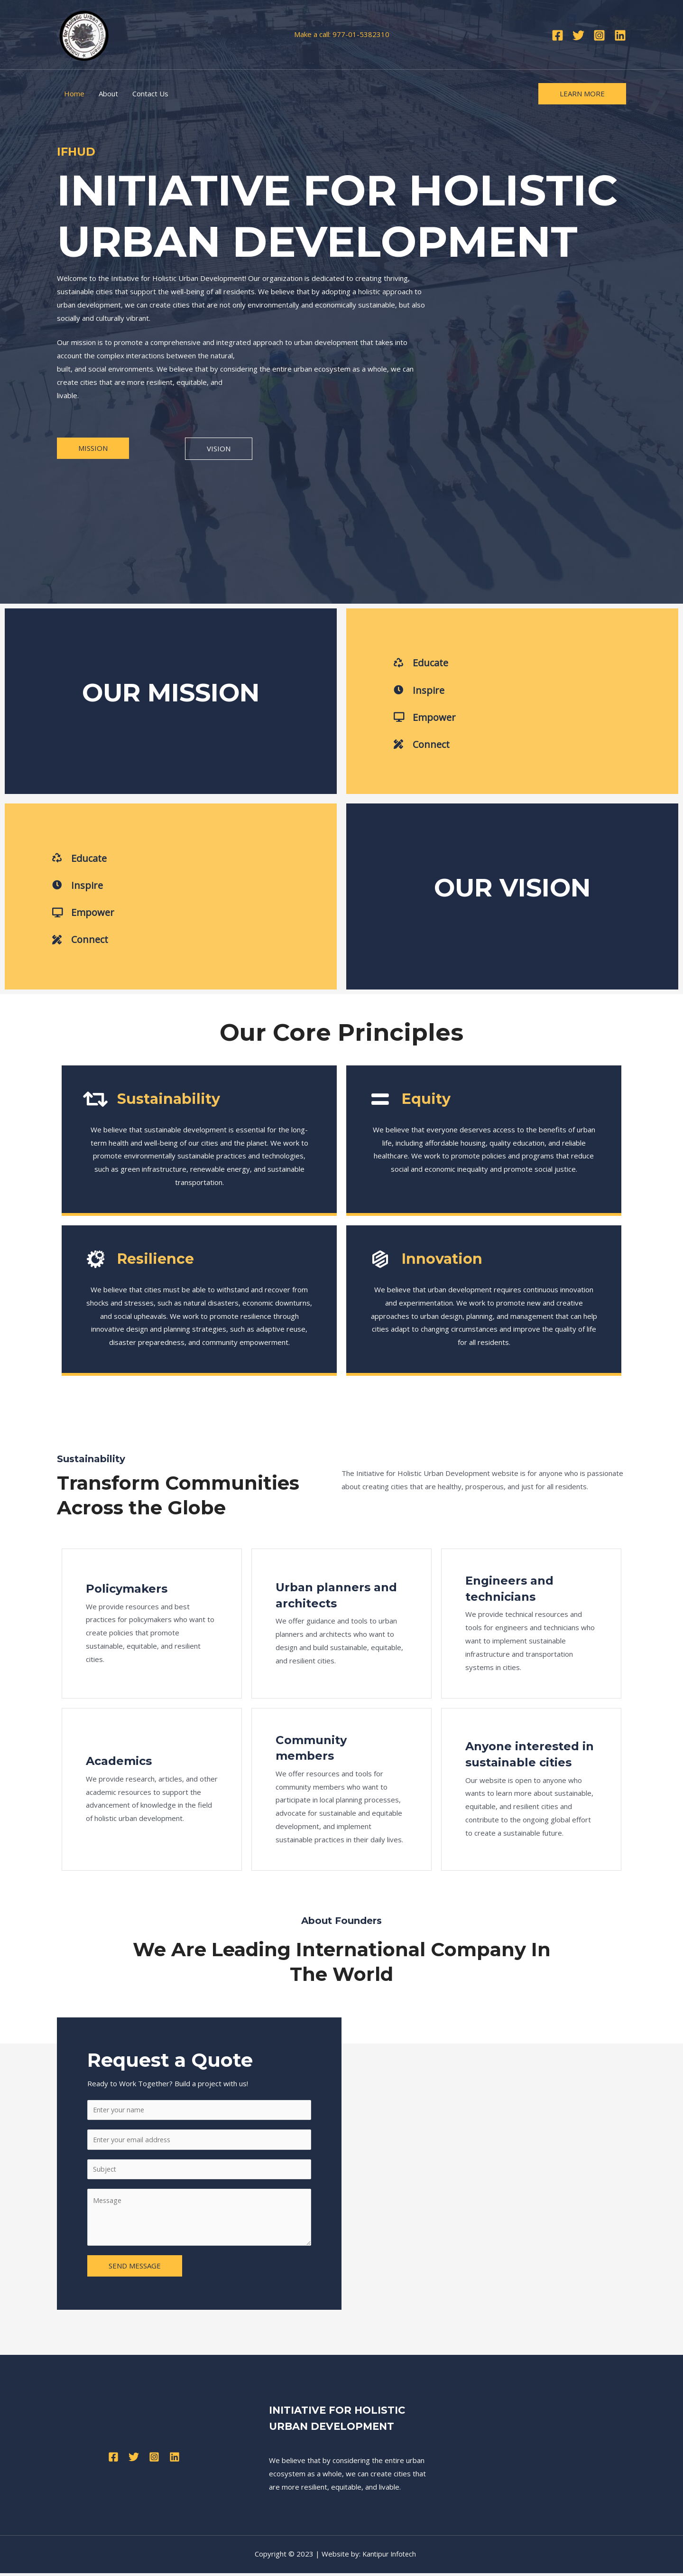 Make a call: 977-01-5382310
Home About Contact Us
LEARN MORE
IFHUD
INITIATIVE FOR HOLISTIC
URBAN DEVELOPMENT
Welcome to the Initiative for Holistic Urban Development! Our organization is dedicated to creating thriving,
sustainable cities that support the well-being of all residents. We believe that by adopting a holistic approach to
urban development, we can create cities that are not only environmentally and economically sustainable, but also
socially and culturally vibrant.
Our mission is to promote a comprehensive and integrated approach to urban development that takes into
account the complex interactions between the natural,
built, and social environments. We believe that by considering the entire urban ecosystem as a whole, we can
create cities that are more resilient, equitable, and
livable.
MISSION
VISION
OUR MISSION
Educate
Inspire
Empower
Connect
Educate
Inspire
Empower
Connect
OUR VISION
Our Core Principles
Sustainability
We believe that sustainable development is essential for the long-
term health and well-being of our cities and the planet. We work to
promote environmentally sustainable practices and technologies,
such as green infrastructure, renewable energy, and sustainable
transportation.
Equity
We believe that everyone deserves access to the benefits of urban
life, including affordable housing, quality education, and reliable
healthcare. We work to promote policies and programs that reduce
social and economic inequality and promote social justice.
Resilience
We believe that cities must be able to withstand and recover from
shocks and stresses, such as natural disasters, economic downturns,
and social upheavals. We work to promote resilience through
innovative design and planning strategies, such as adaptive reuse,
disaster preparedness, and community empowerment.
Innovation
We believe that urban development requires continuous innovation
and experimentation. We work to promote new and creative
approaches to urban design, planning, and management that can help
cities adapt to changing circumstances and improve the quality of life
for all residents.
Sustainability
Transform Communities
Across the Globe
The Initiative for Holistic Urban Development website is for anyone who is passionate
about creating cities that are healthy, prosperous, and just for all residents.
Policymakers
We provide resources and best
practices for policymakers who want to
create policies that promote
sustainable, equitable, and resilient
cities.
Urban planners and
architects
We offer guidance and tools to urban
planners and architects who want to
design and build sustainable, equitable,
and resilient cities.
Engineers and
technicians
We provide technical resources and
tools for engineers and technicians who
want to implement sustainable
infrastructure and transportation
systems in cities.
Academics
We provide research, articles, and other
academic resources to support the
advancement of knowledge in the field
of holistic urban development.
Community
members
We offer resources and tools for
community members who want to
participate in local planning processes,
advocate for sustainable and equitable
development, and implement
sustainable practices in their daily lives.
Anyone interested in
sustainable cities
Our website is open to anyone who
wants to learn more about sustainable,
equitable, and resilient cities and
contribute to the ongoing global effort
to create a sustainable future.
About Founders
We Are Leading International Company In
The World
Request a Quote
Ready to Work Together? Build a project with us!
Enter your name
Enter your email address
Subject
Message
SEND MESSAGE
INITIATIVE FOR HOLISTIC
URBAN DEVELOPMENT
We believe that by considering the entire urban
ecosystem as a whole, we can create cities that
are more resilient, equitable, and livable.
Copyright © 2023 | Website by: Kantipur Infotech